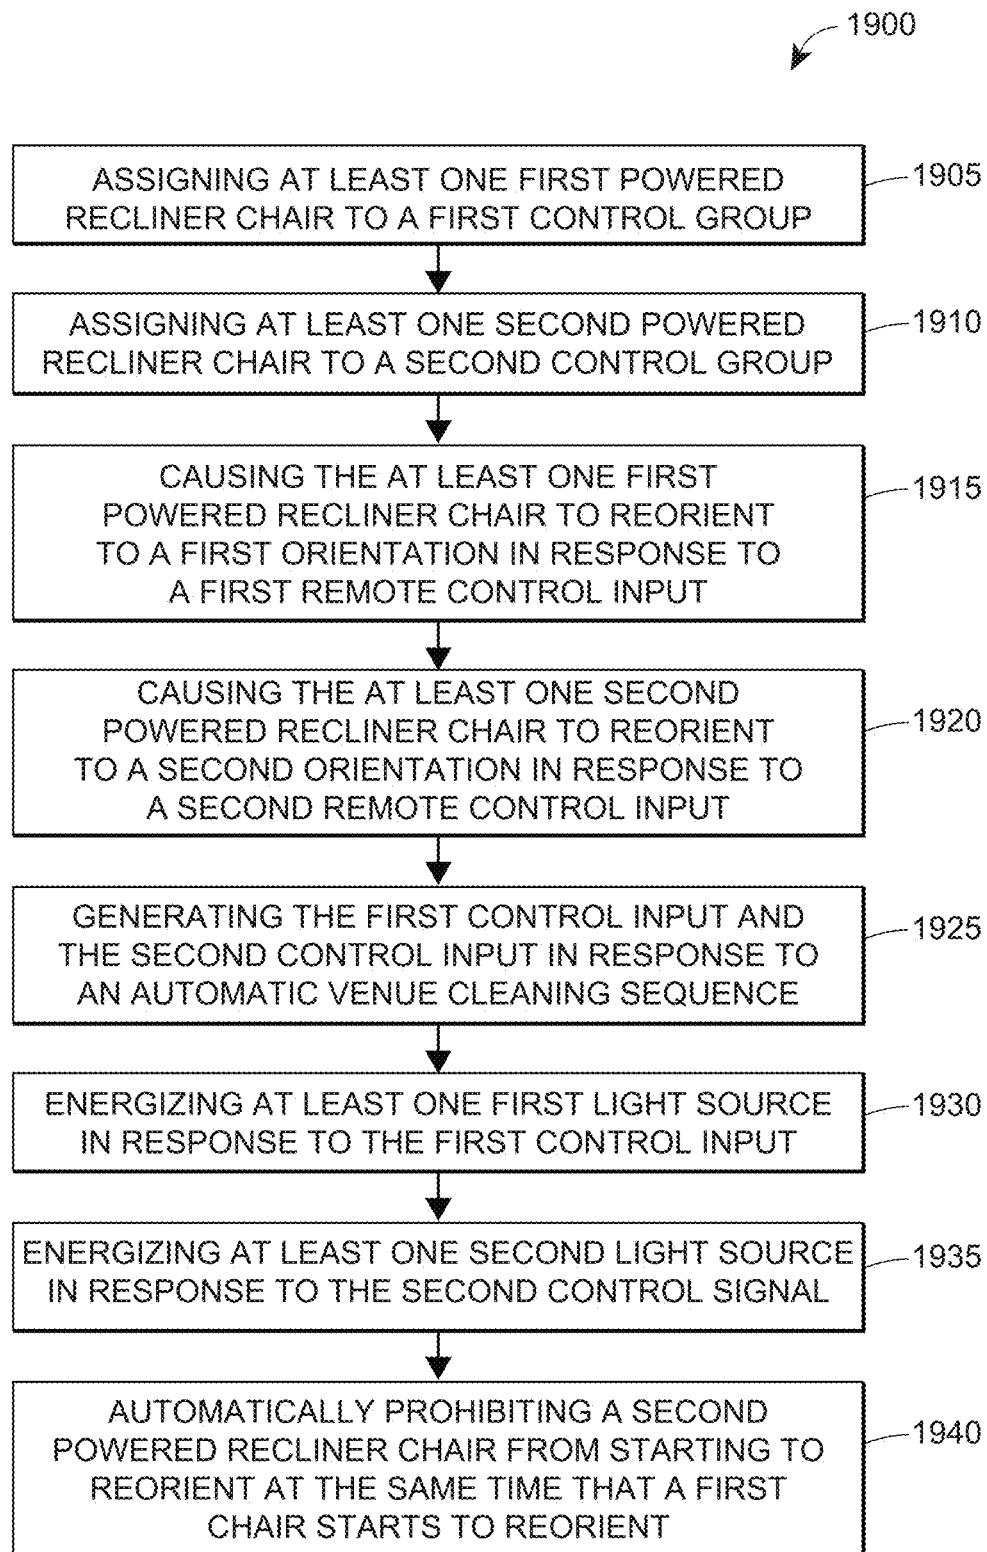 1900
ASSIGNING AT LEAST ONE FIRST POWERED
RECLINER CHAIR TO A FIRST CONTROL GROUP
1905
ASSIGNING AT LEAST ONE SECOND POWERED
RECLINER CHAIR TO A SECOND CONTROL GROUP
1910
CAUSING THE AT LEAST ONE FIRST
POWERED RECLINER CHAIR TO REORIENT
TO A FIRST ORIENTATION IN RESPONSE TO
A FIRST REMOTE CONTROL INPUT
1915
CAUSING THE AT LEAST ONE SECOND
POWERED RECLINER CHAIR TO REORIENT
TO A SECOND ORIENTATION IN RESPONSE TO
A SECOND REMOTE CONTROL INPUT
1920
GENERATING THE FIRST CONTROL INPUT AND
THE SECOND CONTROL INPUT IN RESPONSE TO
AN AUTOMATIC VENUE CLEANING SEQUENCE
1925
ENERGIZING AT LEAST ONE FIRST LIGHT SOURCE
IN RESPONSE TO THE FIRST CONTROL INPUT
1930
ENERGIZING AT LEAST ONE SECOND LIGHT SOURCE
IN RESPONSE TO THE SECOND CONTROL SIGNAL
1935
AUTOMATICALLY PROHIBITING A SECOND
POWERED RECLINER CHAIR FROM STARTING TO
REORIENT AT THE SAME TIME THAT A FIRST
CHAIR STARTS TO REORIENT
1940